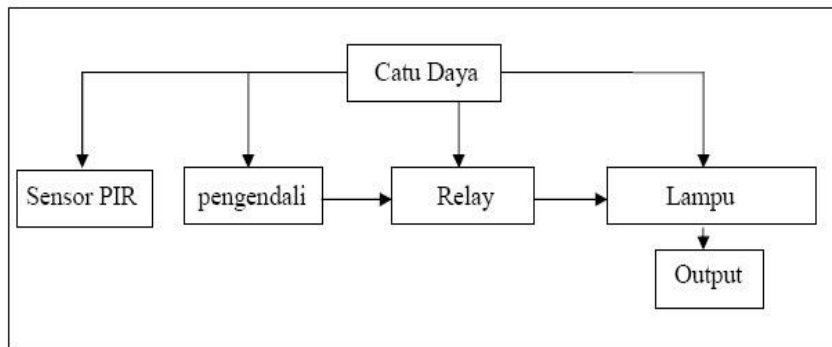 Catu Daya
Sensor PIR
pengendali
Relay
Lampu
Output